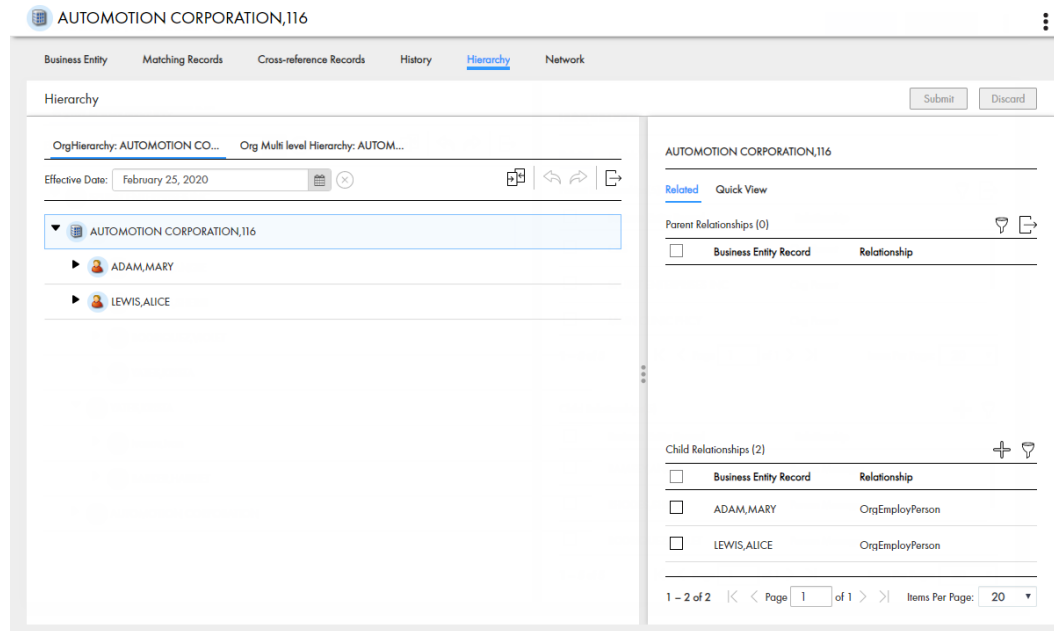 AUTOMOTION CORPORATION,116
Business Entity Matching Records Cross-reference Records History Hierarchy Network
Hierarchy Submit Discard
OrgHierarchy: AUTOMOTION CO... Org Multi level Hierarchy: AUTOM...
Effective Date: February 25, 2020
AUTOMOTION CORPORATION,116
ADAM,MARY
LEWIS,ALICE
AUTOMOTION CORPORATION,116
Related Quick View
Parent Relationships (0)
Business Entity Record Relationship
Child Relationships (2)
Business Entity Record Relationship
ADAM,MARY OrgEmployPerson
LEWIS,ALICE OrgEmployPerson
1 – 2 of 2 Page 1 of 1 Items Per Page: 20